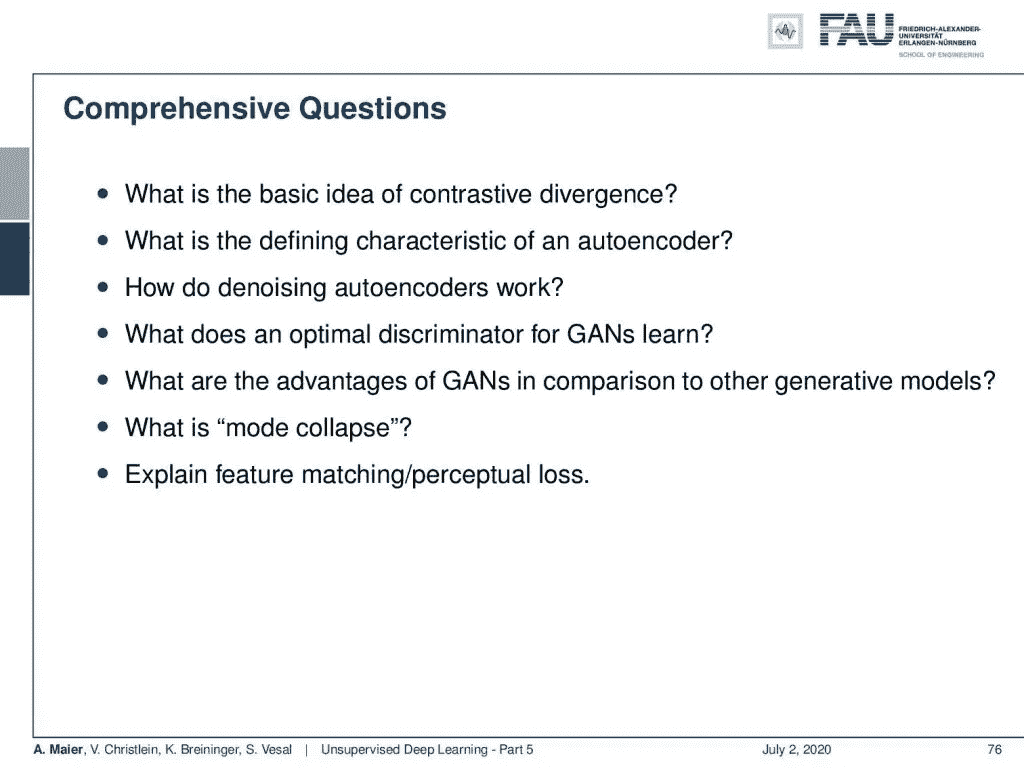 FAU
FRIEDRICH-ALEXANDER-
UNIVERSITÄT
ERLANGEN-NÜRNBERG
SCHOOL OF ENGINEERING
Comprehensive Questions
• What is the basic idea of contrastive divergence?
• What is the defining characteristic of an autoencoder?
• How do denoising autoencoders work?
• What does an optimal discriminator for GANs learn?
• What are the advantages of GANs in comparison to other generative models?
• What is “mode collapse”?
• Explain feature matching/perceptual loss.
A. Maier, V. Christlein, K. Breininger, S. Vesal | Unsupervised Deep Learning - Part 5 July 2, 2020 76